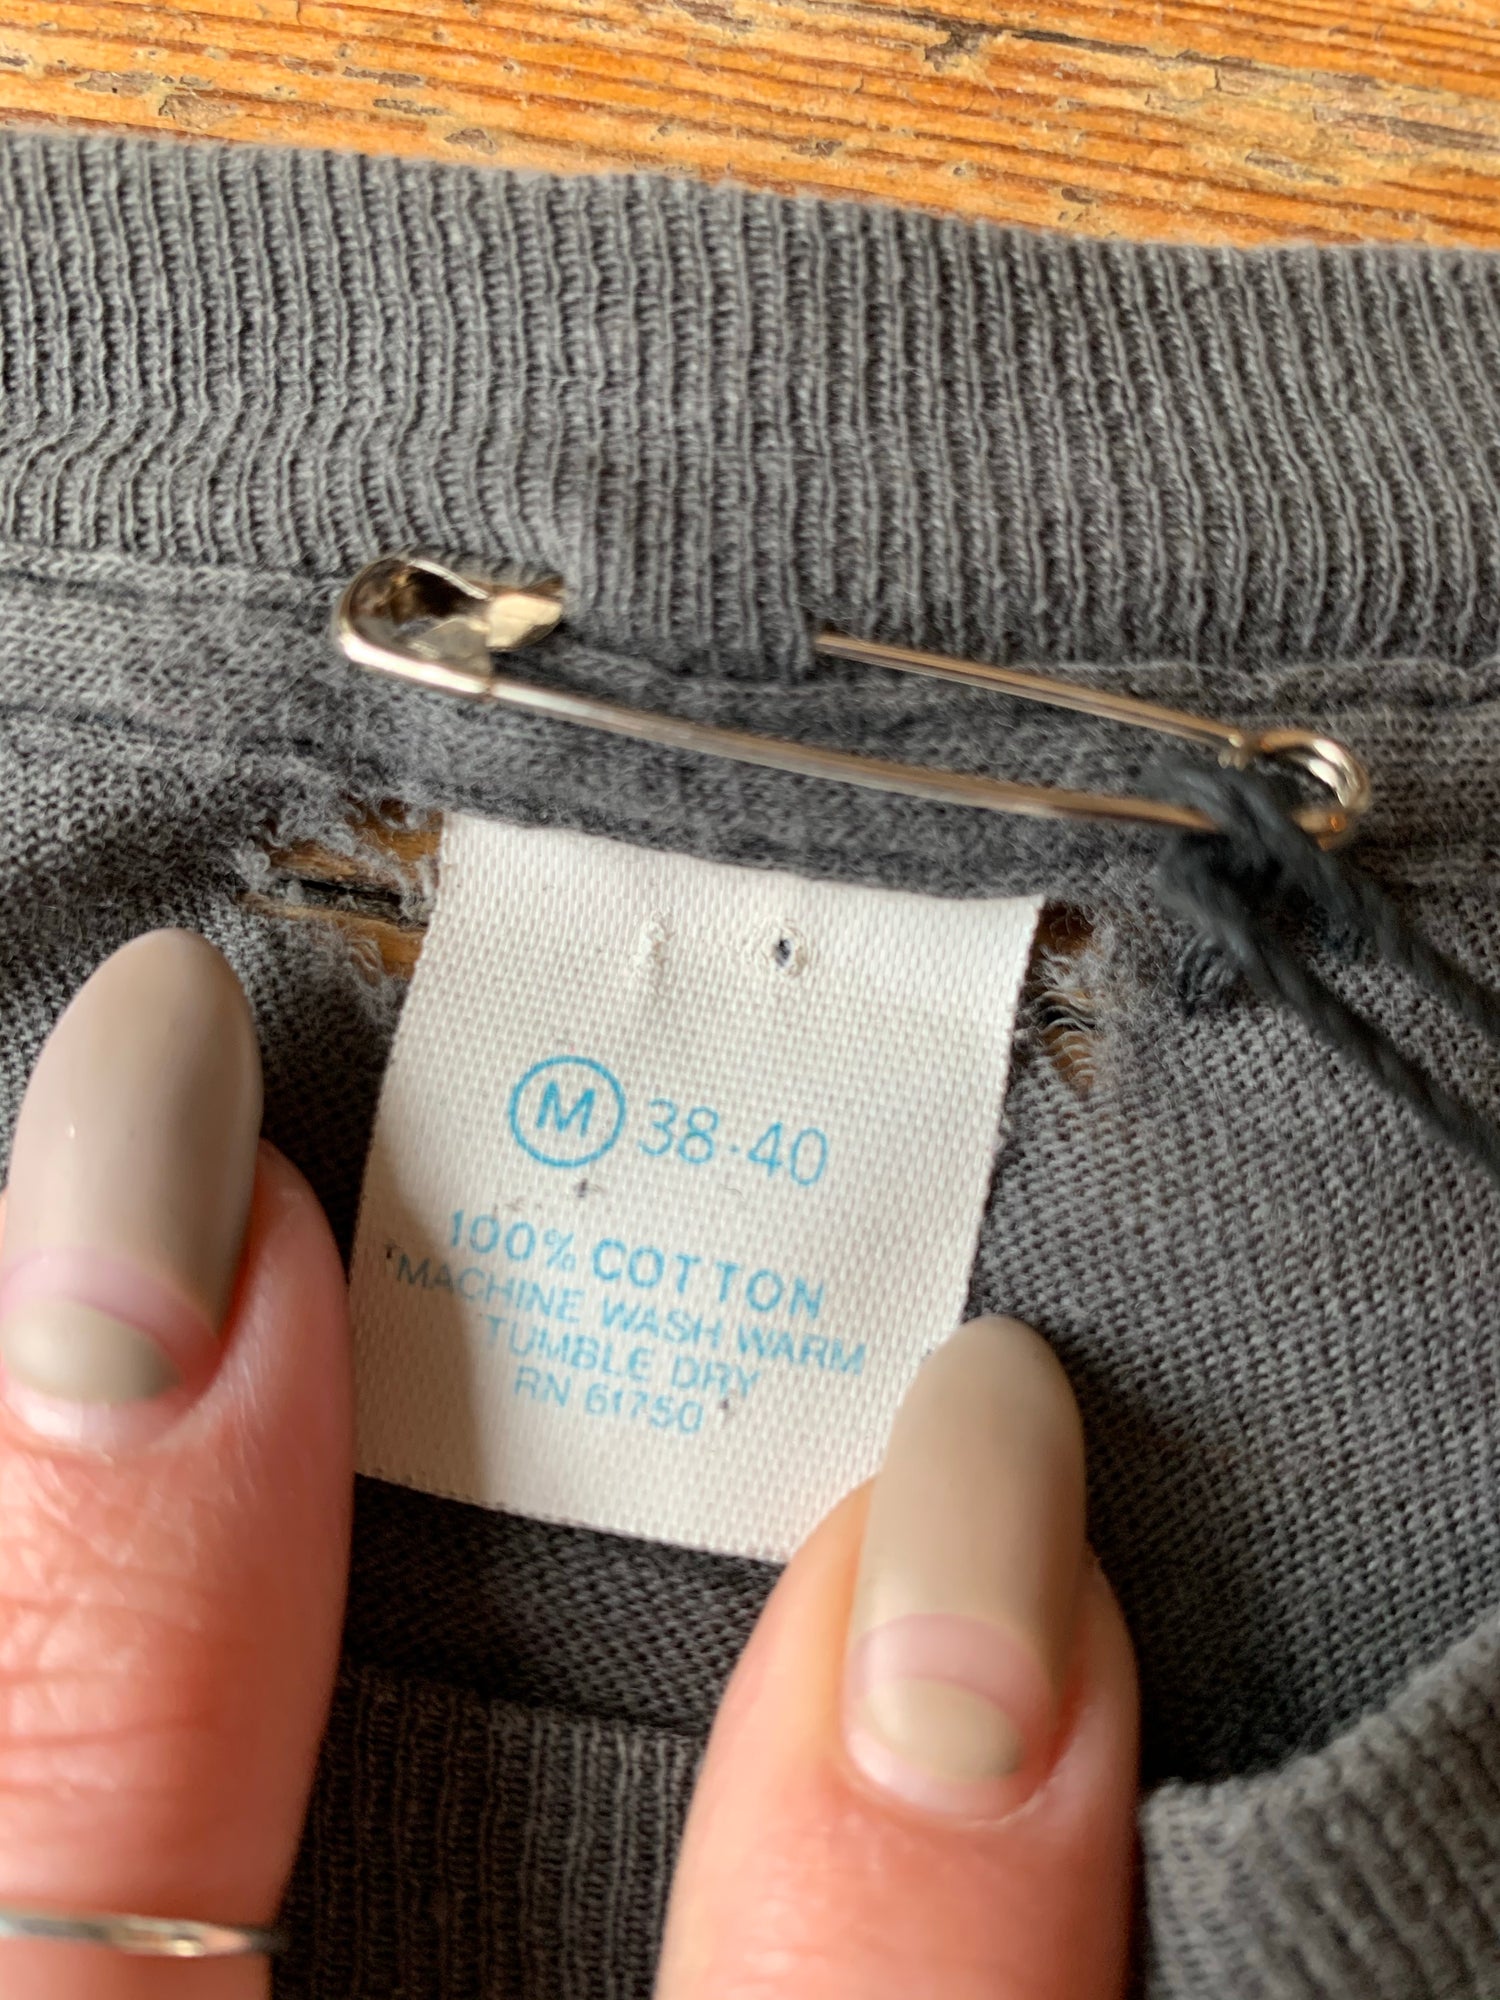 M 38-40
100% COTTON
MACHINE WASH WARM
TUMBLE DRY
RN 61750